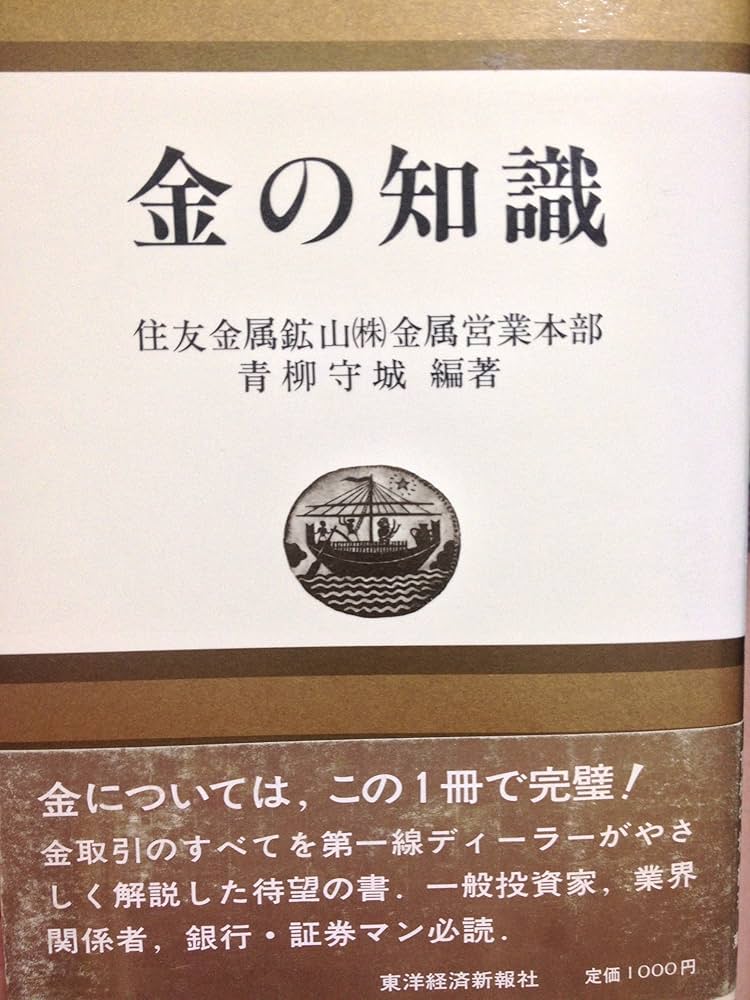 金の知識
住友金属鉱山㈱金属営業本部
青柳守城 編著
金については，この1冊で完璧！
金取引のすべてを第一線ディーラーがやさ
しく解説した待望の書．一般投資家，業界
関係者，銀行・証券マン必読．
東洋経済新報社 定価1000円